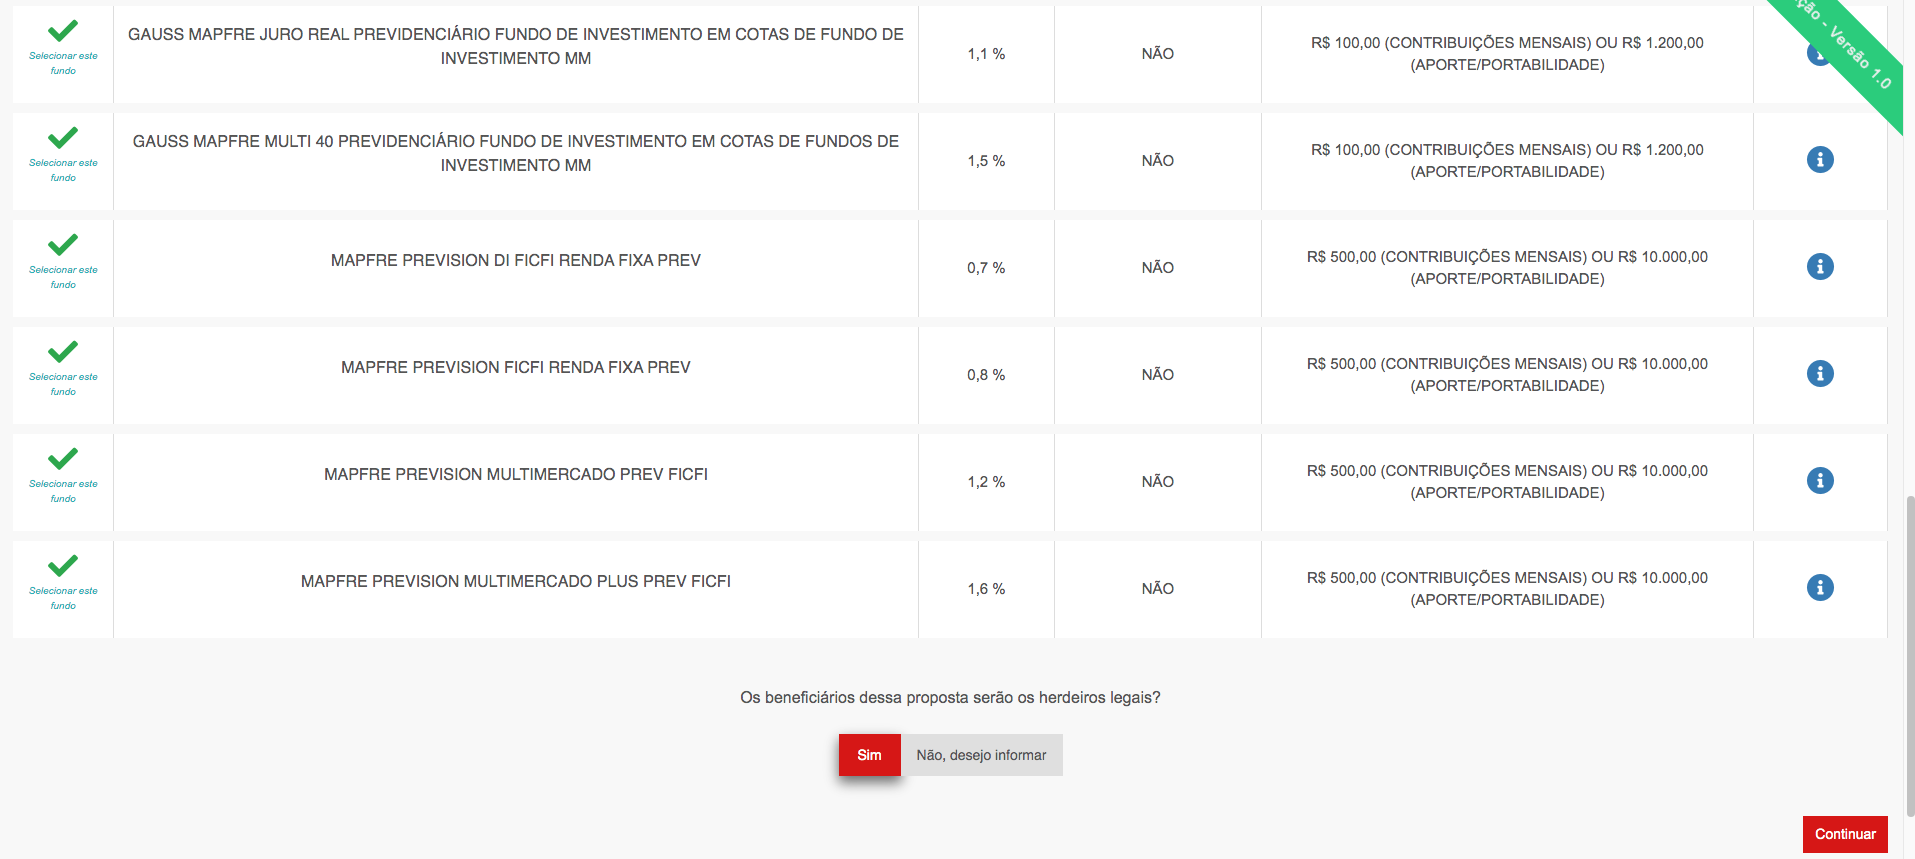 Selecionar este
fundo
GAUSS MAPFRE JURO REAL PREVIDENCIÁRIO FUNDO DE INVESTIMENTO EM COTAS DE FUNDO DE
INVESTIMENTO MM
1,1 %
NÃO
R$ 100,00 (CONTRIBUIÇÕES MENSAIS) OU R$ 1.200,00
(APORTE/PORTABILIDADE)
ção - Versão 1.0
Selecionar este
fundo
GAUSS MAPFRE MULTI 40 PREVIDENCIÁRIO FUNDO DE INVESTIMENTO EM COTAS DE FUNDOS DE
INVESTIMENTO MM
1,5 %
NÃO
R$ 100,00 (CONTRIBUIÇÕES MENSAIS) OU R$ 1.200,00
(APORTE/PORTABILIDADE)
Selecionar este
fundo
MAPFRE PREVISION DI FICFI RENDA FIXA PREV
0,7 %
NÃO
R$ 500,00 (CONTRIBUIÇÕES MENSAIS) OU R$ 10.000,00
(APORTE/PORTABILIDADE)
Selecionar este
fundo
MAPFRE PREVISION FICFI RENDA FIXA PREV
0,8 %
NÃO
R$ 500,00 (CONTRIBUIÇÕES MENSAIS) OU R$ 10.000,00
(APORTE/PORTABILIDADE)
Selecionar este
fundo
MAPFRE PREVISION MULTIMERCADO PREV FICFI
1,2 %
NÃO
R$ 500,00 (CONTRIBUIÇÕES MENSAIS) OU R$ 10.000,00
(APORTE/PORTABILIDADE)
Selecionar este
fundo
MAPFRE PREVISION MULTIMERCADO PLUS PREV FICFI
1,6 %
NÃO
R$ 500,00 (CONTRIBUIÇÕES MENSAIS) OU R$ 10.000,00
(APORTE/PORTABILIDADE)
Os beneficiários dessa proposta serão os herdeiros legais?
Sim
Não, desejo informar
Continuar